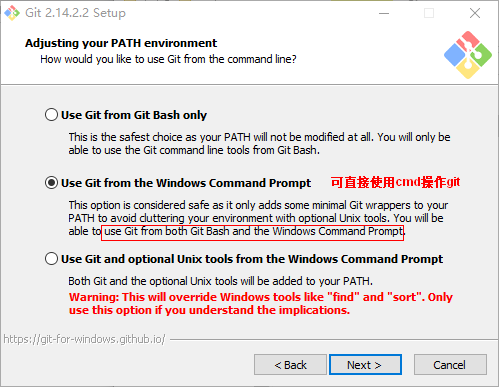 Git 2.14.2.2 Setup
Adjusting your PATH environment
How would you like to use Git from the command line?
Use Git from Git Bash only
This is the safest choice as your PATH will not be modified at all. You will only be
able to use the Git command line tools from Git Bash.
Use Git from the Windows Command Prompt 可直接使用cmd操作git
This option is considered safe as it only adds some minimal Git wrappers to your
PATH to avoid cluttering your environment with optional Unix tools. You will be
able to use Git from both Git Bash and the Windows Command Prompt.
Use Git and optional Unix tools from the Windows Command Prompt
Both Git and the optional Unix tools will be added to your PATH.
Warning: This will override Windows tools like "find" and "sort". Only
use this option if you understand the implications.
https://git-for-windows.github.io/
< Back Next > Cancel